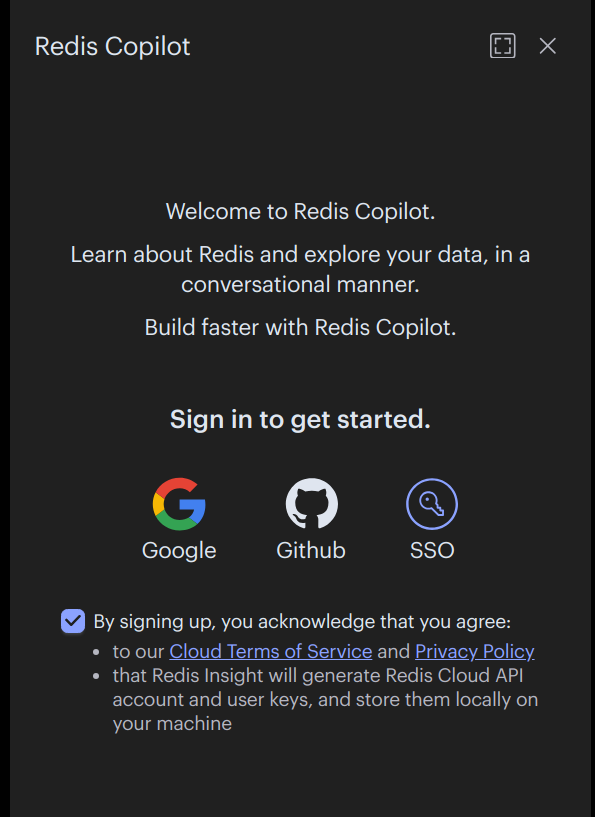 Redis Copilot
Welcome to Redis Copilot.
Learn about Redis and explore your data, in a
conversational manner.
Build faster with Redis Copilot.
Sign in to get started.
Google
Github
SSO
By signing up, you acknowledge that you agree:
• to our Cloud Terms of Service and Privacy Policy
• that Redis Insight will generate Redis Cloud API
account and user keys, and store them locally on
your machine